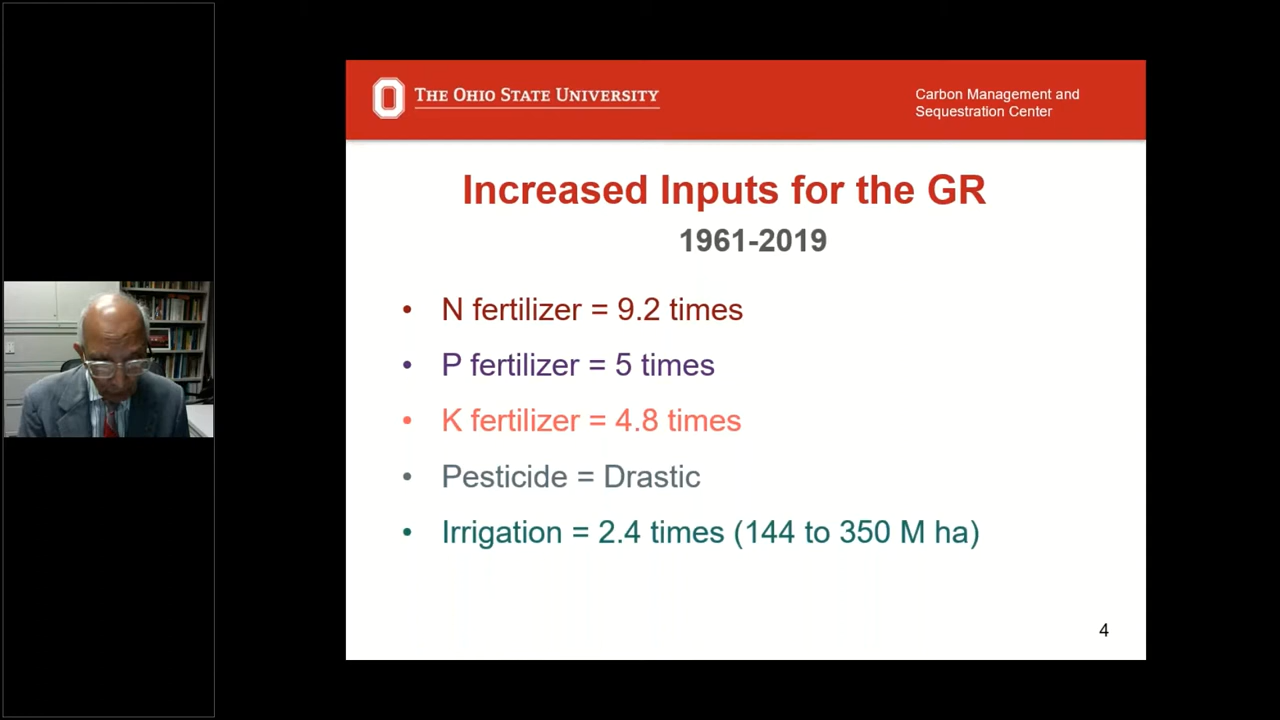 THE OHIO STATE UNIVERSITY
Carbon Management and
Sequestration Center
Increased Inputs for the GR
1961-2019
• N fertilizer = 9.2 times
• P fertilizer = 5 times
• K fertilizer = 4.8 times
• Pesticide = Drastic
• Irrigation = 2.4 times (144 to 350 M ha)
4